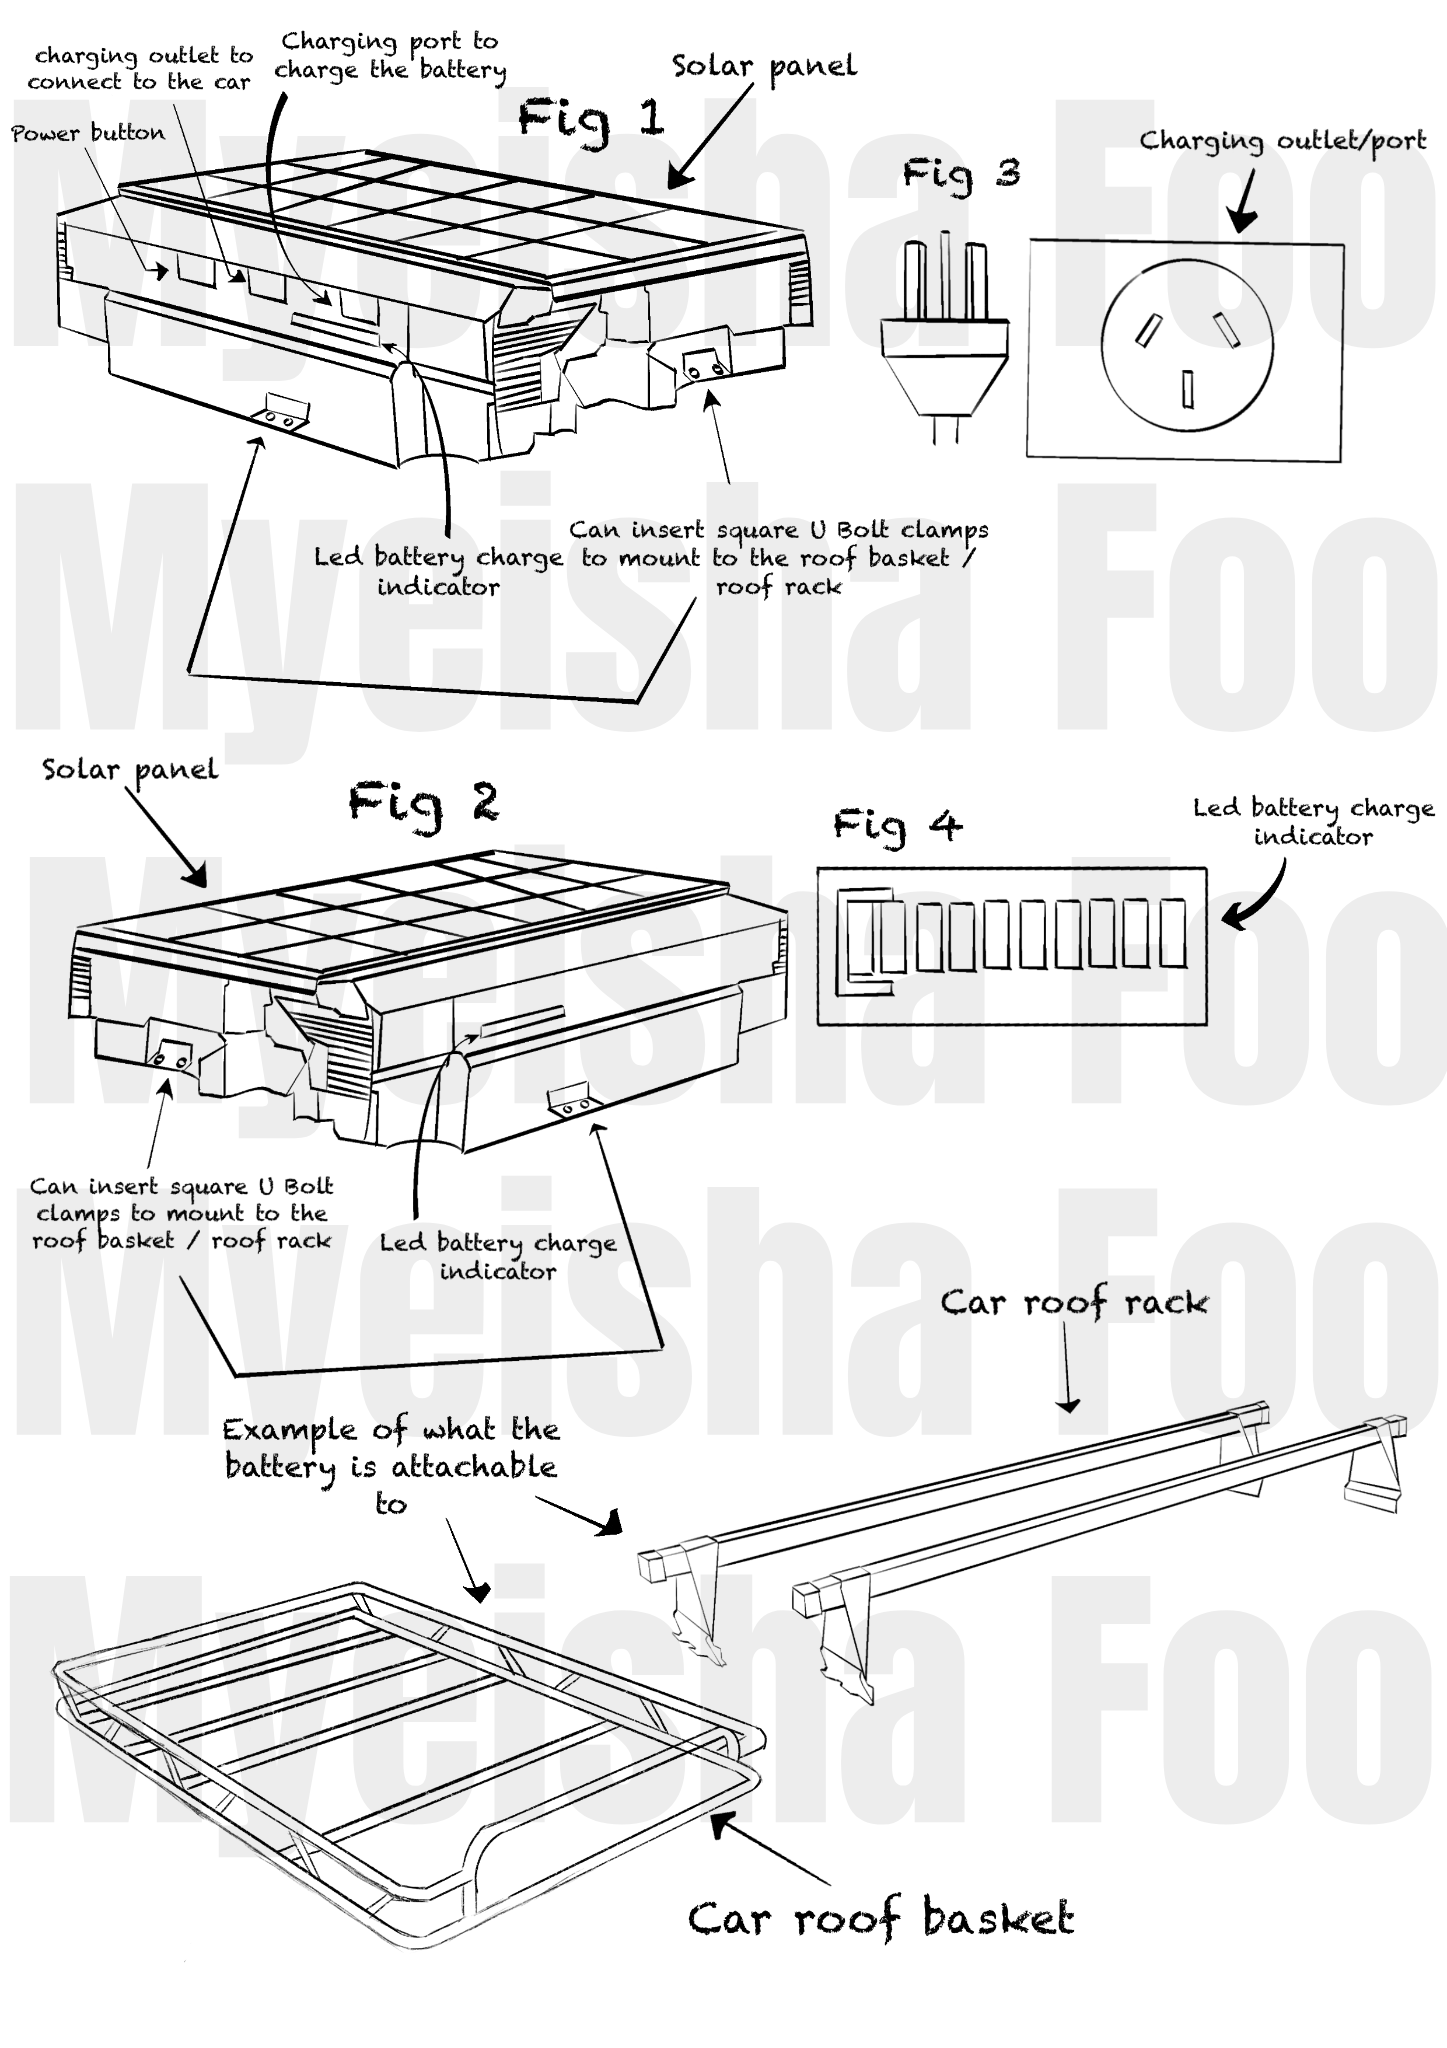 charging outlet to
connect to the car
Charging port to
charge the battery
Solar panel
Power button
Fig 1
Charging outlet/port
Fig 3
Led battery charge
indicator
Can insert square U Bolt clamps
to mount to the roof basket /
roof rack
Solar panel
Fig 2
Fig 4
Led battery charge
indicator
Can insert square U Bolt
clamps to mount to the
roof basket / roof rack
Led battery charge
indicator
Car roof rack
Example of what the
battery is attachable
to
Car roof basket
Myeisha Foo
Myeisha Foo
Myeisha Foo
Myeisha Foo
Myeisha Foo